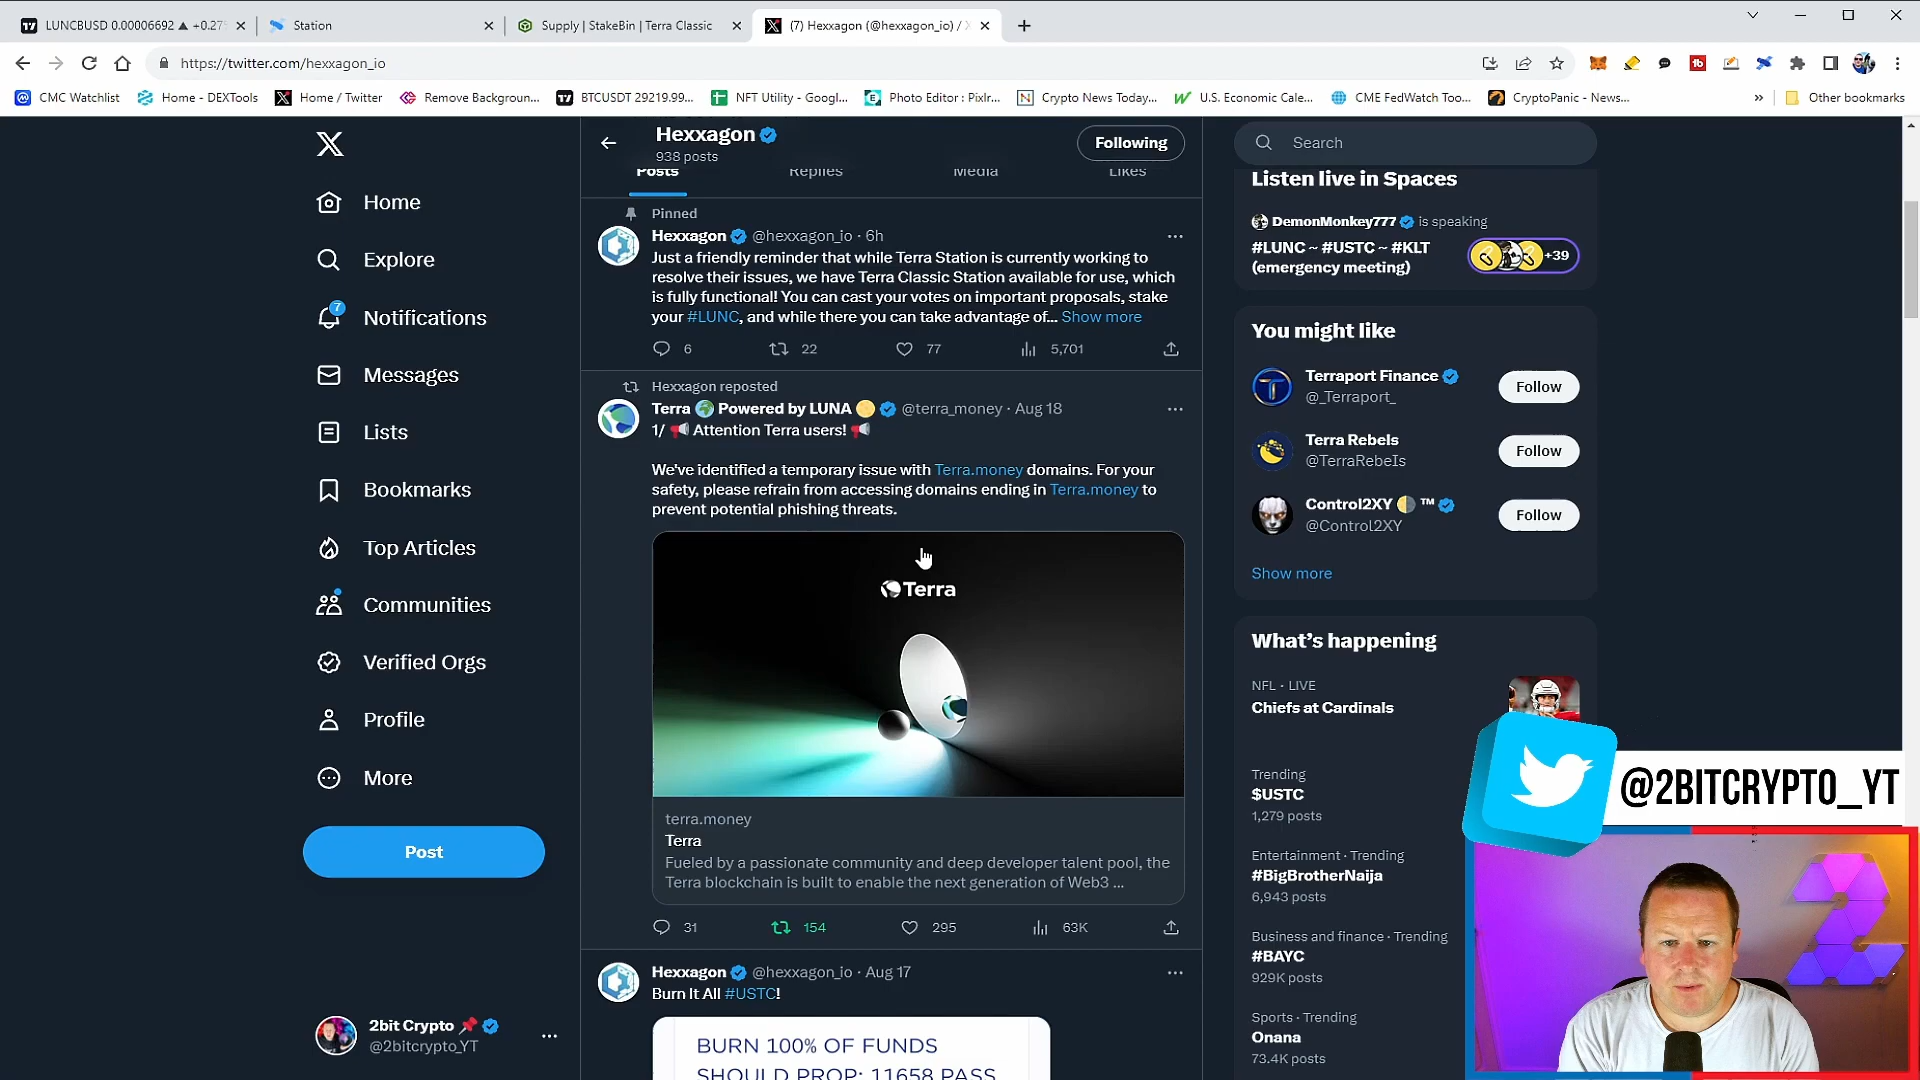 LUNCBUSD 0.00006692 ▲ +0.27
Station
Supply | StakeBin | Terra Classic
(7) Hexxagon (@hexxagon_io) / X
https://twitter.com/hexxagon_io
CMC Watchlist
Home - DEXTools
Home / Twitter
Remove Backgroun...
BTCUSDT 29219.99...
NFT Utility - Googl...
Photo Editor : Pixlr...
Crypto News Today...
U.S. Economic Cale...
CME FedWatch Too...
CryptoPanic - News...
Other bookmarks
Home
Explore
7
Notifications
Messages
Lists
Bookmarks
Top Articles
Communities
Verified Orgs
Profile
More
Post
2bit Crypto
@2bitcrypto_YT
Hexxagon
938 posts
Following
Posts
Replies
Media
Likes
Pinned
Hexxagon @hexxagon_io · 6h
Just a friendly reminder that while Terra Station is currently working to
resolve their issues, we have Terra Classic Station available for use, which
is fully functional! You can cast your votes on important proposals, stake
your #LUNC, and while there you can take advantage of... Show more
6 22 77 5,701
Hexxagon reposted
Terra Powered by LUNA @terra_money · Aug 18
1/ Attention Terra users!
We've identified a temporary issue with Terra.money domains. For your
safety, please refrain from accessing domains ending in Terra.money to
prevent potential phishing threats.
Terra
terra.money
Terra
Fueled by a passionate community and deep developer talent pool, the
Terra blockchain is built to enable the next generation of Web3 ...
31 154 295 63K
Hexxagon @hexxagon_io · Aug 17
Burn It All #USTC!
BURN 100% OF FUNDS
SHOULD PROP: 11658 PASS
Search
Listen live in Spaces
DemonMonkey777 is speaking
#LUNC ~ #USTC ~ #KLT
(emergency meeting)
+39
You might like
Terraport Finance
@_Terraport_
Follow
Terra Rebels
@TerraRebeIs
Follow
Control2XY ™
@Control2XY
Follow
Show more
What's happening
NFL · LIVE
Chiefs at Cardinals
Trending
$USTC
1,279 posts
Entertainment · Trending
#BigBrotherNaija
6,943 posts
Business and finance · Trending
#BAYC
929K posts
Sports · Trending
Onana
73.4K posts
@2BITCRYPTO_YT